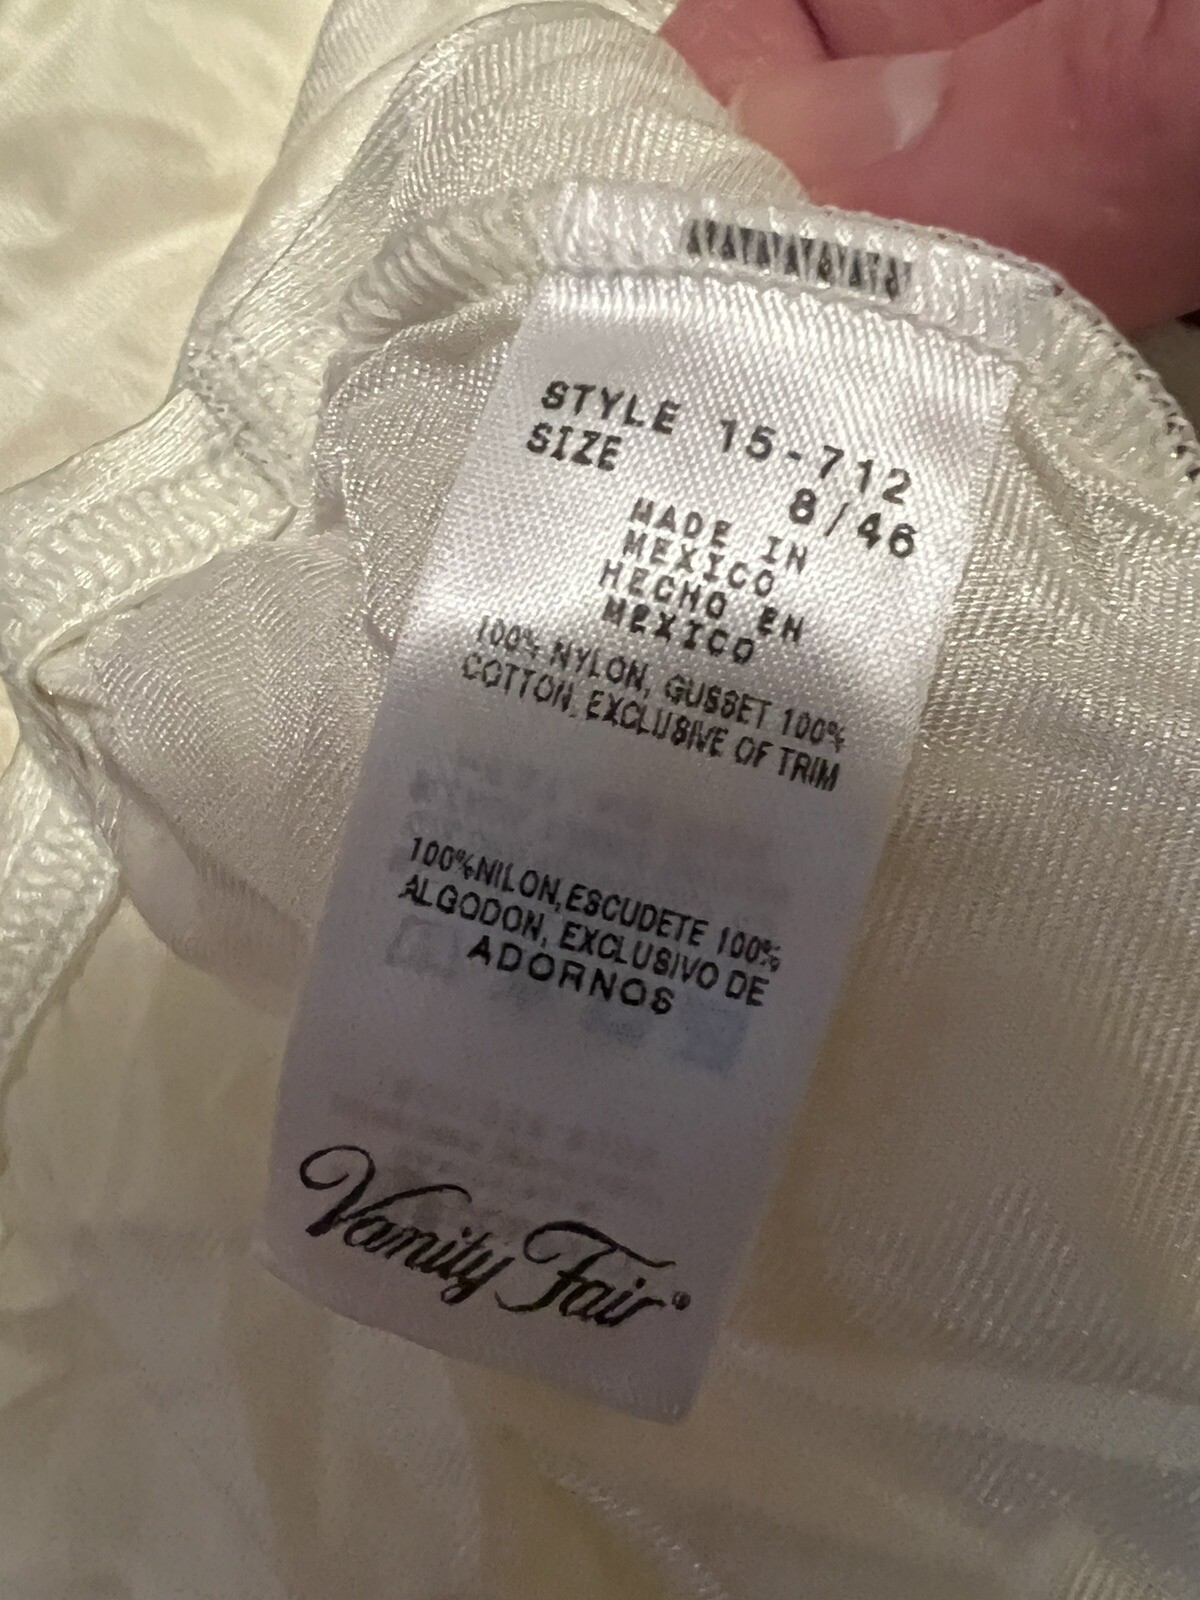 STYLE 15-712
SIZE 8/46
MADE IN
MEXICO
HECHO EN
MEXICO
100% NYLON, GUSSET 100%
COTTON, EXCLUSIVE OF TRIM
100%NILON,ESCUDETE 100%
ALGODON, EXCLUSIVO DE
ADORNOS
Vanity Fair®